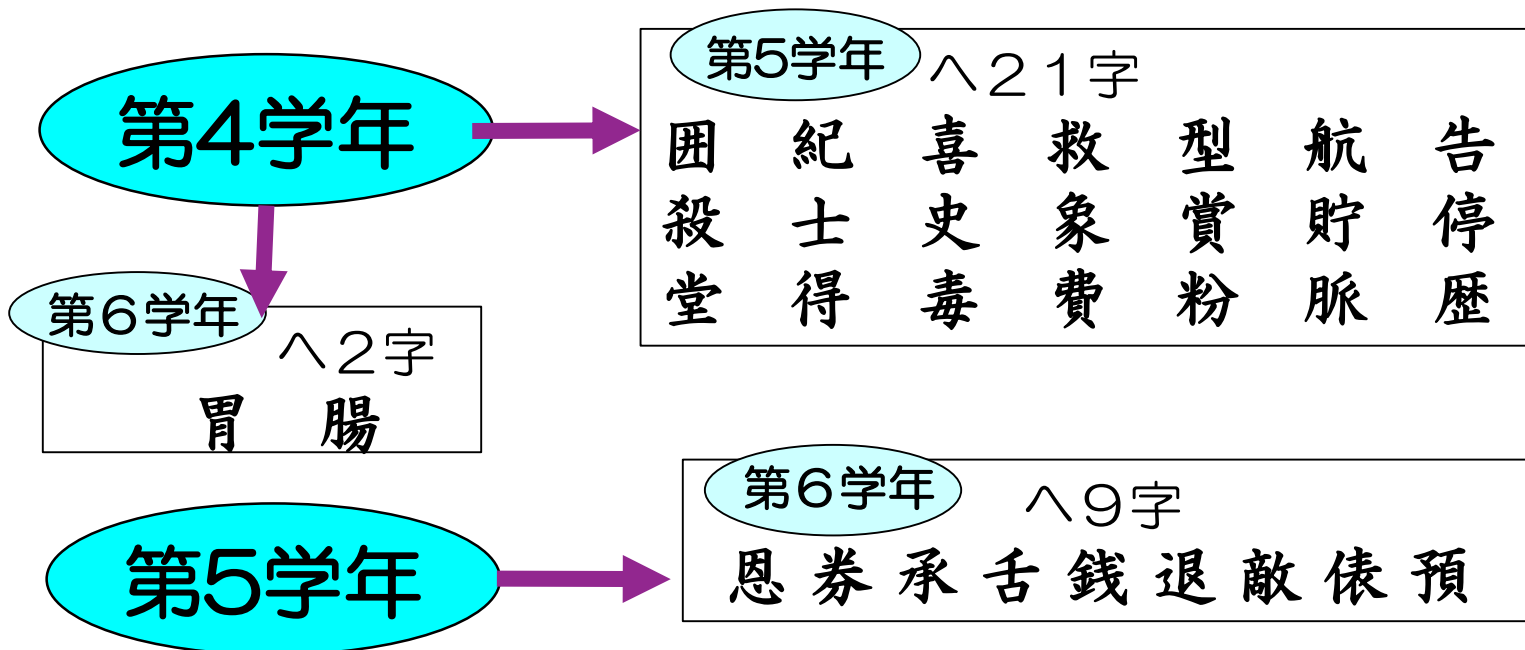 第4学年
第5学年
へ21字
囲 紀 喜 救 型 航 告
殺 士 史 象 賞 貯 停
堂 得 毒 費 粉 脈 歴
第6学年
へ2字
胃 腸
第5学年
第6学年
へ9字
恩 券 承 舌 銭 退 敵 俵 預